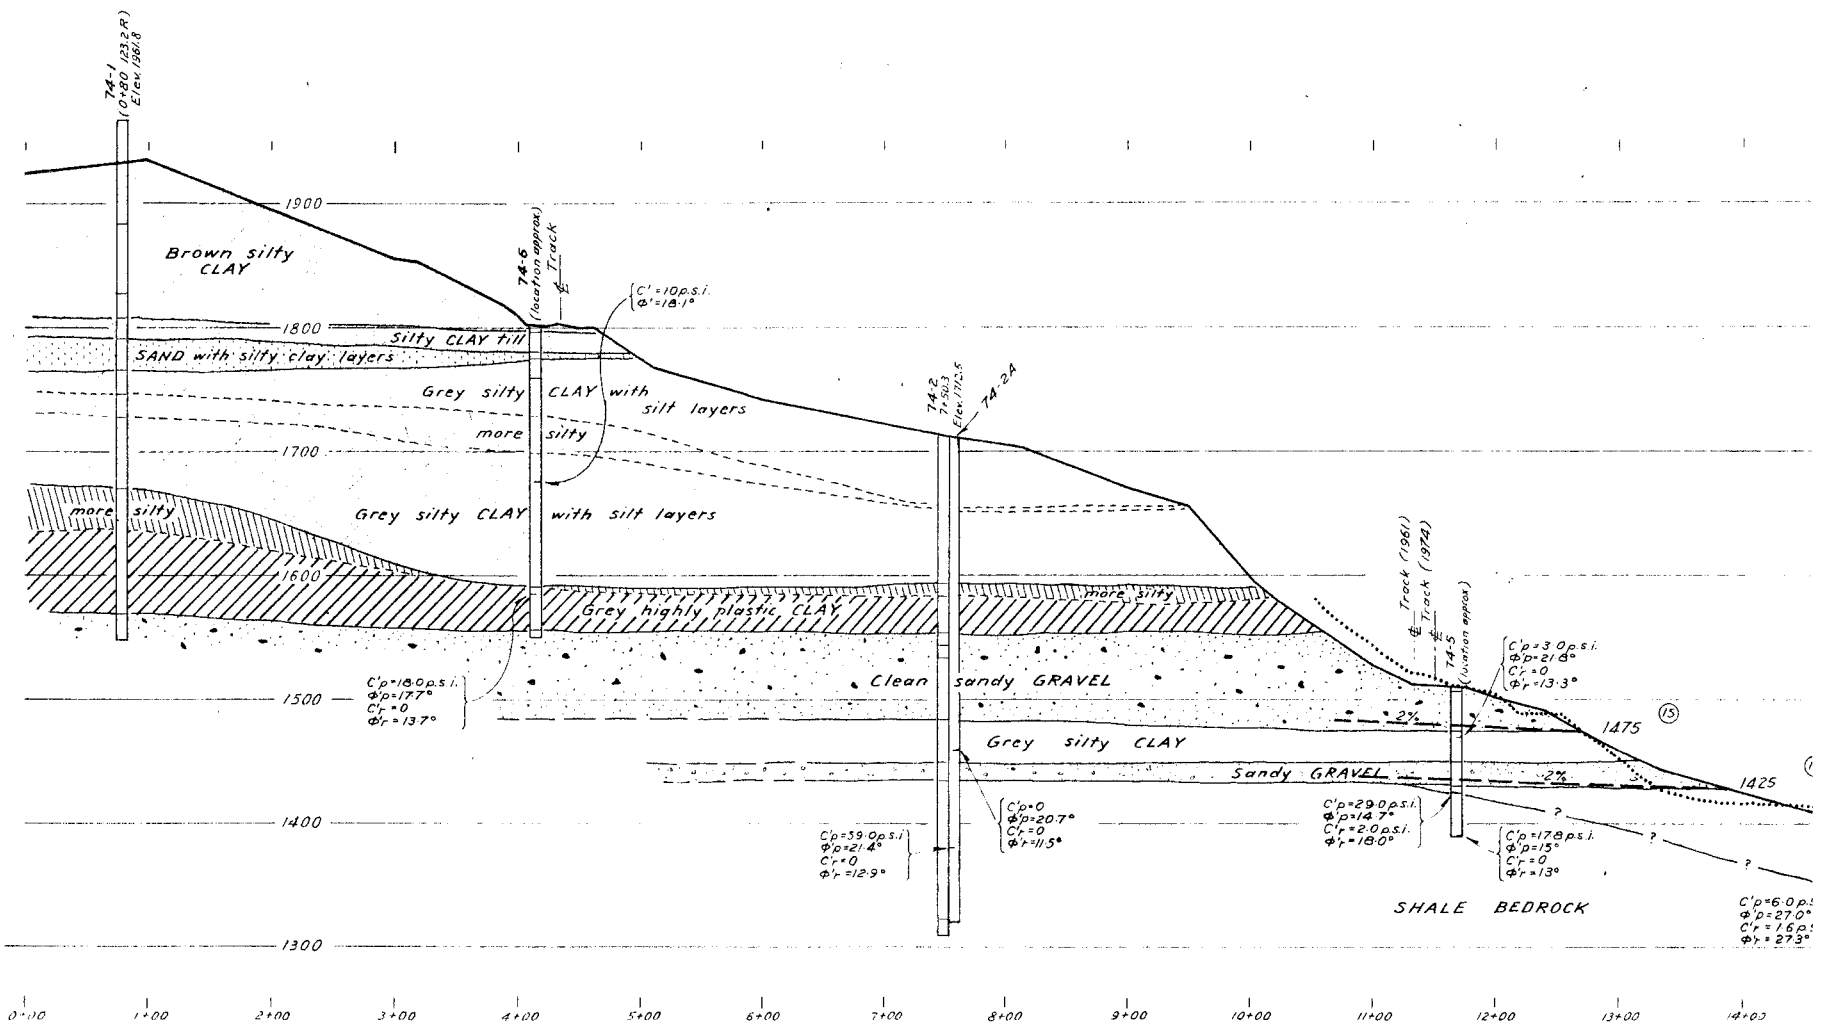 74-1
(0+80 123.2 R)
Elev. 1961.8
1900
Brown silty
CLAY
74-6
(location approx.)
℄ Track
C' = 10 p.s.i.
Φ' = 18.1°
1800
Silty CLAY till
SAND with silty clay layers
Grey silty CLAY with
silt layers
74-2
7+50.3
Elev. 1712.5
74-2A
more silty
1700
more silty
Grey silty CLAY with silt layers
1600
more silty
Grey highly plastic CLAY
℄ Track (1961)
℄ Track (1974)
74-5
(location approx)
C'p=3.0 p.s.i.
Φ'p=21.8°
C'r=0
Φ'r=13.3°
C'p=18.0 p.s.i.
Φ'p=17.7°
C'r=0
Φ'r=13.7°
Clean sandy GRAVEL
1500
2%
1475
15
Grey silty CLAY
Sandy GRAVEL
2%
1425
1400
C'p=59.0 p.s.i.
Φ'p=21.4°
C'r=0
Φ'r=12.9°
C'p=0
Φ'p=20.7°
C'r=0
Φ'r=11.5°
C'p=29.0 p.s.i.
Φ'p=14.7°
C'r=2.0 p.s.i.
Φ'r=18.0°
C'p=17.8 p.s.i.
Φ'p=15°
C'r=0
Φ'r=13°
?
?
?
SHALE BEDROCK
C'p=6.0 p.s
Φ'p=27.0°
C'r=1.6 p.s
Φ'r=27.3°
1300
0+00 1+00 2+00 3+00 4+00 5+00 6+00 7+00 8+00 9+00 10+00 11+00 12+00 13+00 14+00